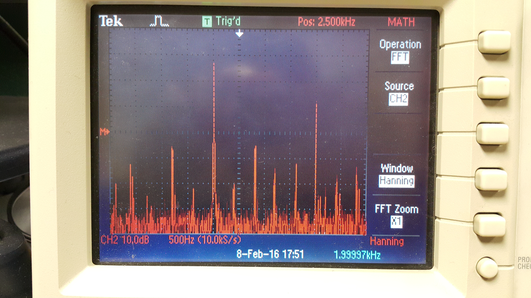 Tek T Trig'd Pos: 2.500kHz MATH
Operation
FFT
Source
CH2
M
Window
Hanning
FFT Zoom
X1
CH2 10.0dB 500Hz (10.0kS/s) Hanning
8-Feb-16 17:51 1.99997kHz